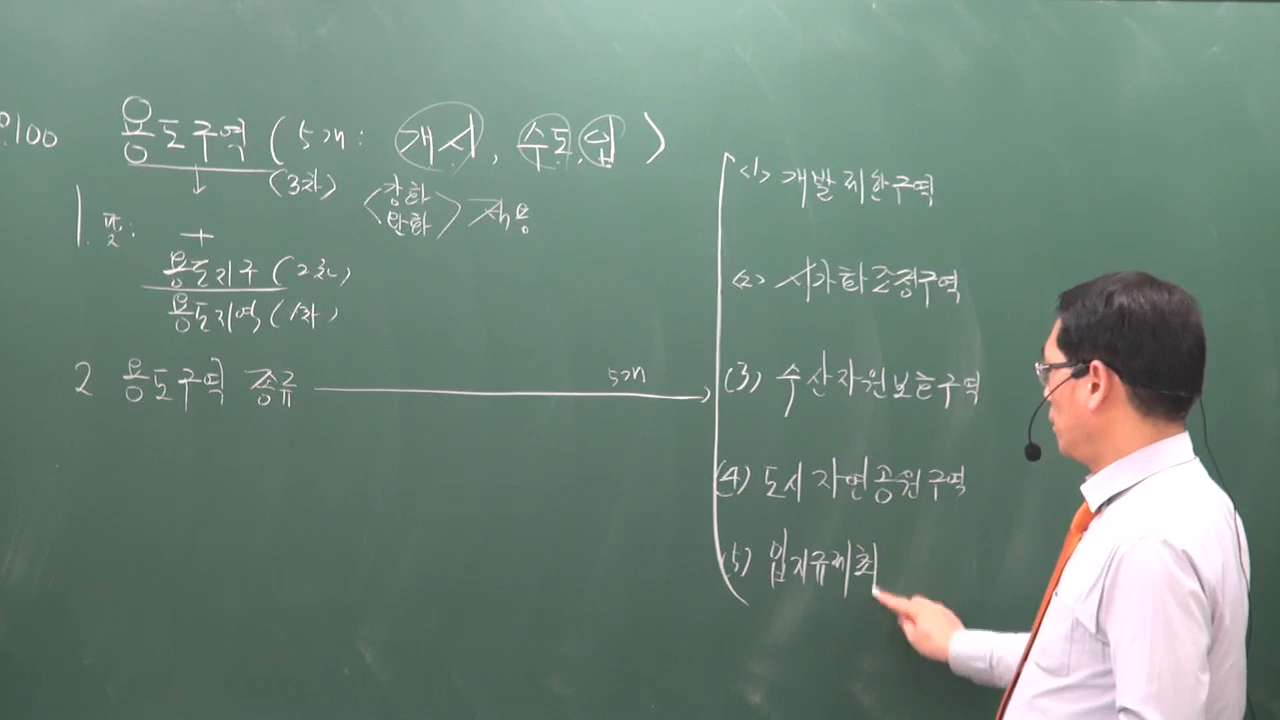 P.100 용도구역 (5개: 개시, 수도, 입)
(3차) <강화 완화> 적용
1.
+
용도지구 (2차)
용도지역 (1차)
2 용도구역 종류 5개
<1> 개발제한구역
<2> 시가화조정구역
(3) 수산자원보호구역
(4) 도시자연공원구역
(5) 입지규제최